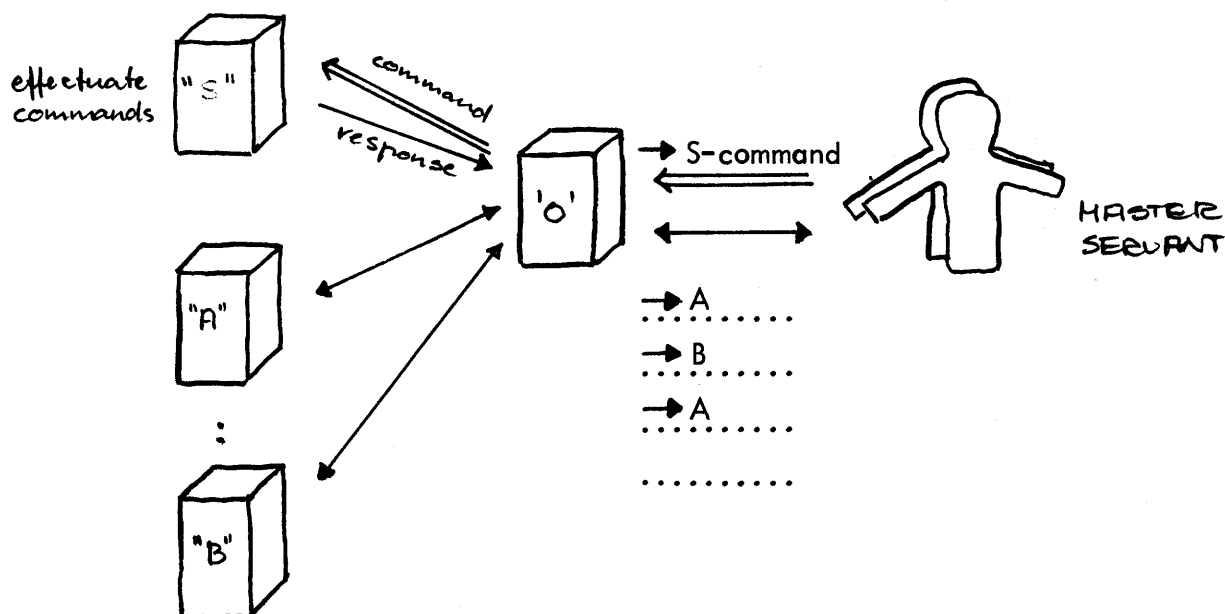 effectuate
commands
"S"
command
response
'O'
S-command
MASTER
SERVANT
"A"
A
B
A
:
"B"